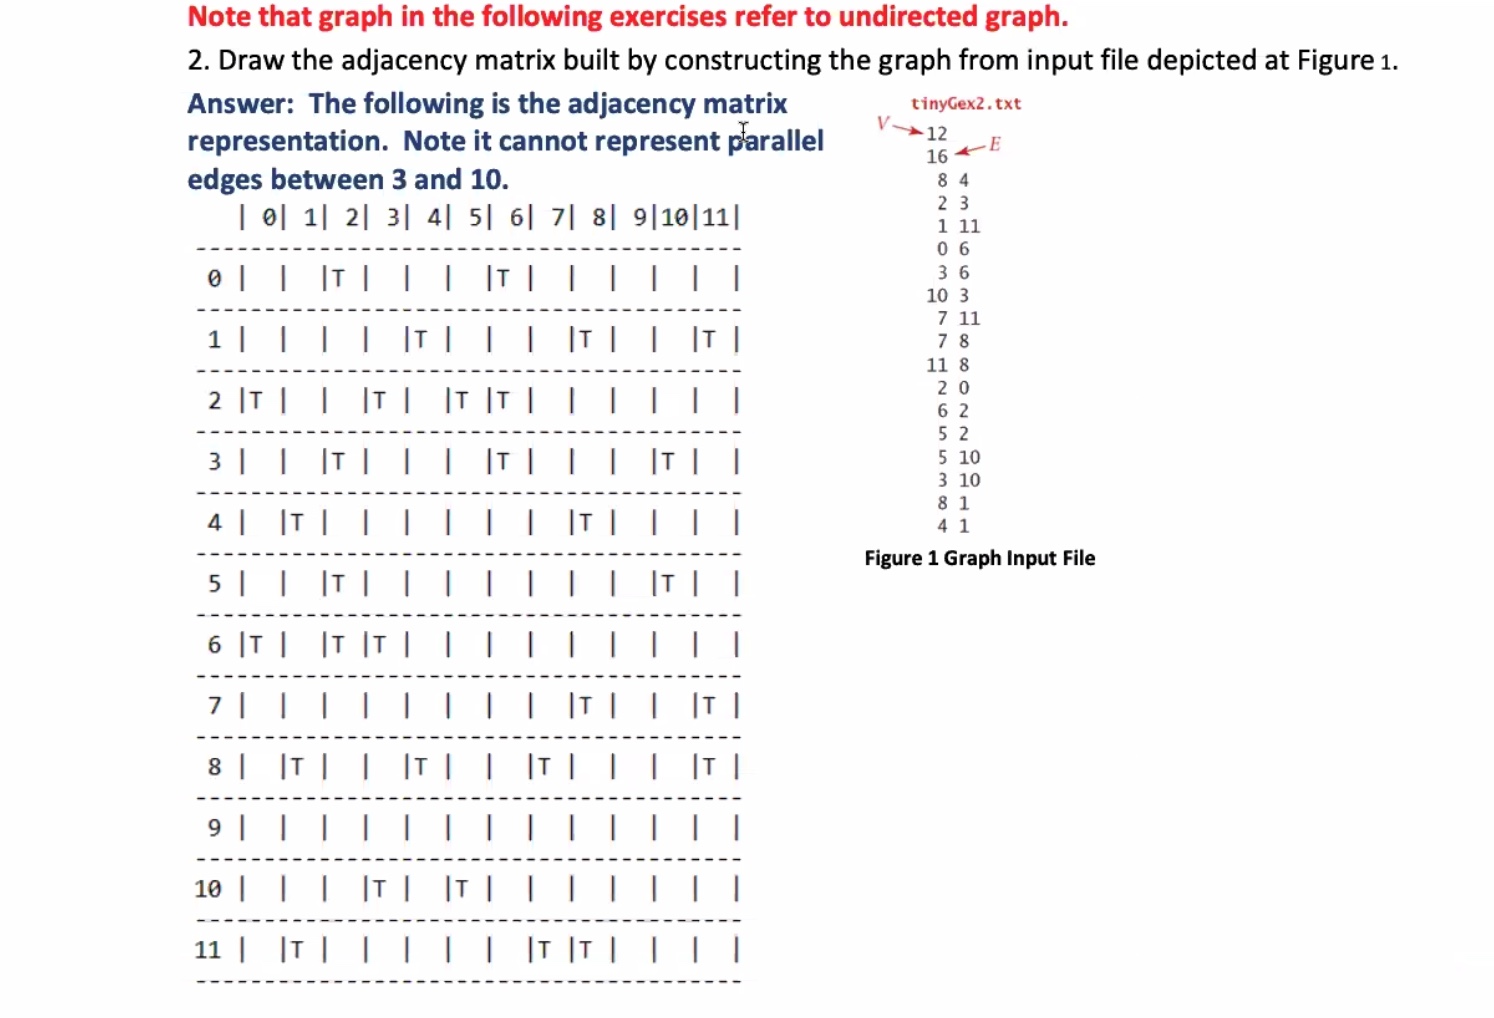 Note that graph in the following exercises refer to undirected graph.
2. Draw the adjacency matrix built by constructing the graph from input file depicted at Figure 1.
Answer: The following is the adjacency matrix
representation. Note it cannot represent parallel
edges between 3 and 10.
| 0| 1| 2| 3| 4| 5| 6| 7| 8| 9|10|11|
----------------------------------------
0 | | |T | | | |T | | | | | |
----------------------------------------
1 | | | | |T | | | |T | | |T |
----------------------------------------
2 |T | | |T | |T |T | | | | | |
----------------------------------------
3 | | |T | | | |T | | | |T | |
----------------------------------------
4 | |T | | | | | | |T | | | |
----------------------------------------
5 | | |T | | | | | | | |T | |
----------------------------------------
6 |T | |T |T | | | | | | | | |
----------------------------------------
7 | | | | | | | | |T | | |T |
----------------------------------------
8 | |T | | |T | | |T | | | |T |
----------------------------------------
9 | | | | | | | | | | | | |
----------------------------------------
10 | | | |T | |T | | | | | | |
----------------------------------------
11 | |T | | | | | |T |T | | | |
----------------------------------------
tinyGex2.txt
V 12
16 E
8 4
2 3
1 11
0 6
3 6
10 3
7 11
7 8
11 8
2 0
6 2
5 2
5 10
3 10
8 1
4 1
Figure 1 Graph Input File